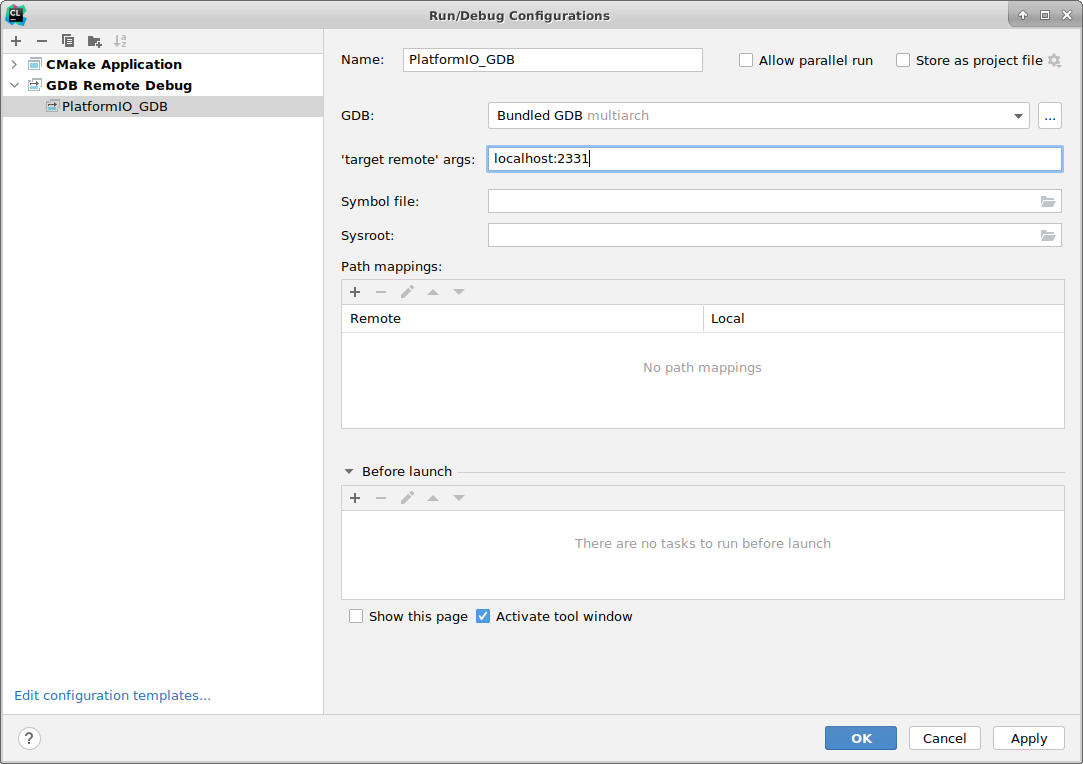 CL
Run/Debug Configurations
CMake Application
GDB Remote Debug
PlatformIO_GDB
Edit configuration templates...
Name: PlatformIO_GDB Allow parallel run Store as project file
GDB: Bundled GDB multiarch ...
'target remote' args: localhost:2331
Symbol file:
Sysroot:
Path mappings:
Remote Local
No path mappings
Before launch
There are no tasks to run before launch
Show this page Activate tool window
? OK Cancel Apply